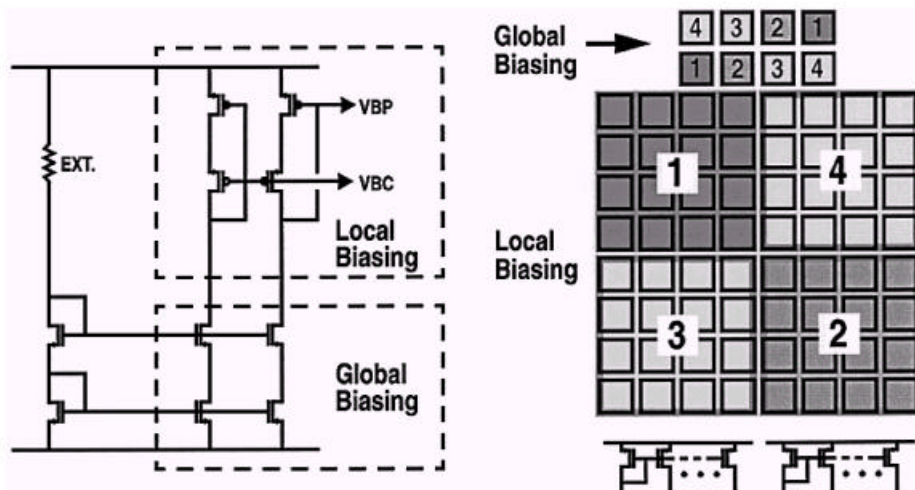 EXT.
VBP
VBC
Local
Biasing
Global
Biasing
Global
Biasing
4 3 2 1
1 2 3 4
Local
Biasing
1
4
3
2